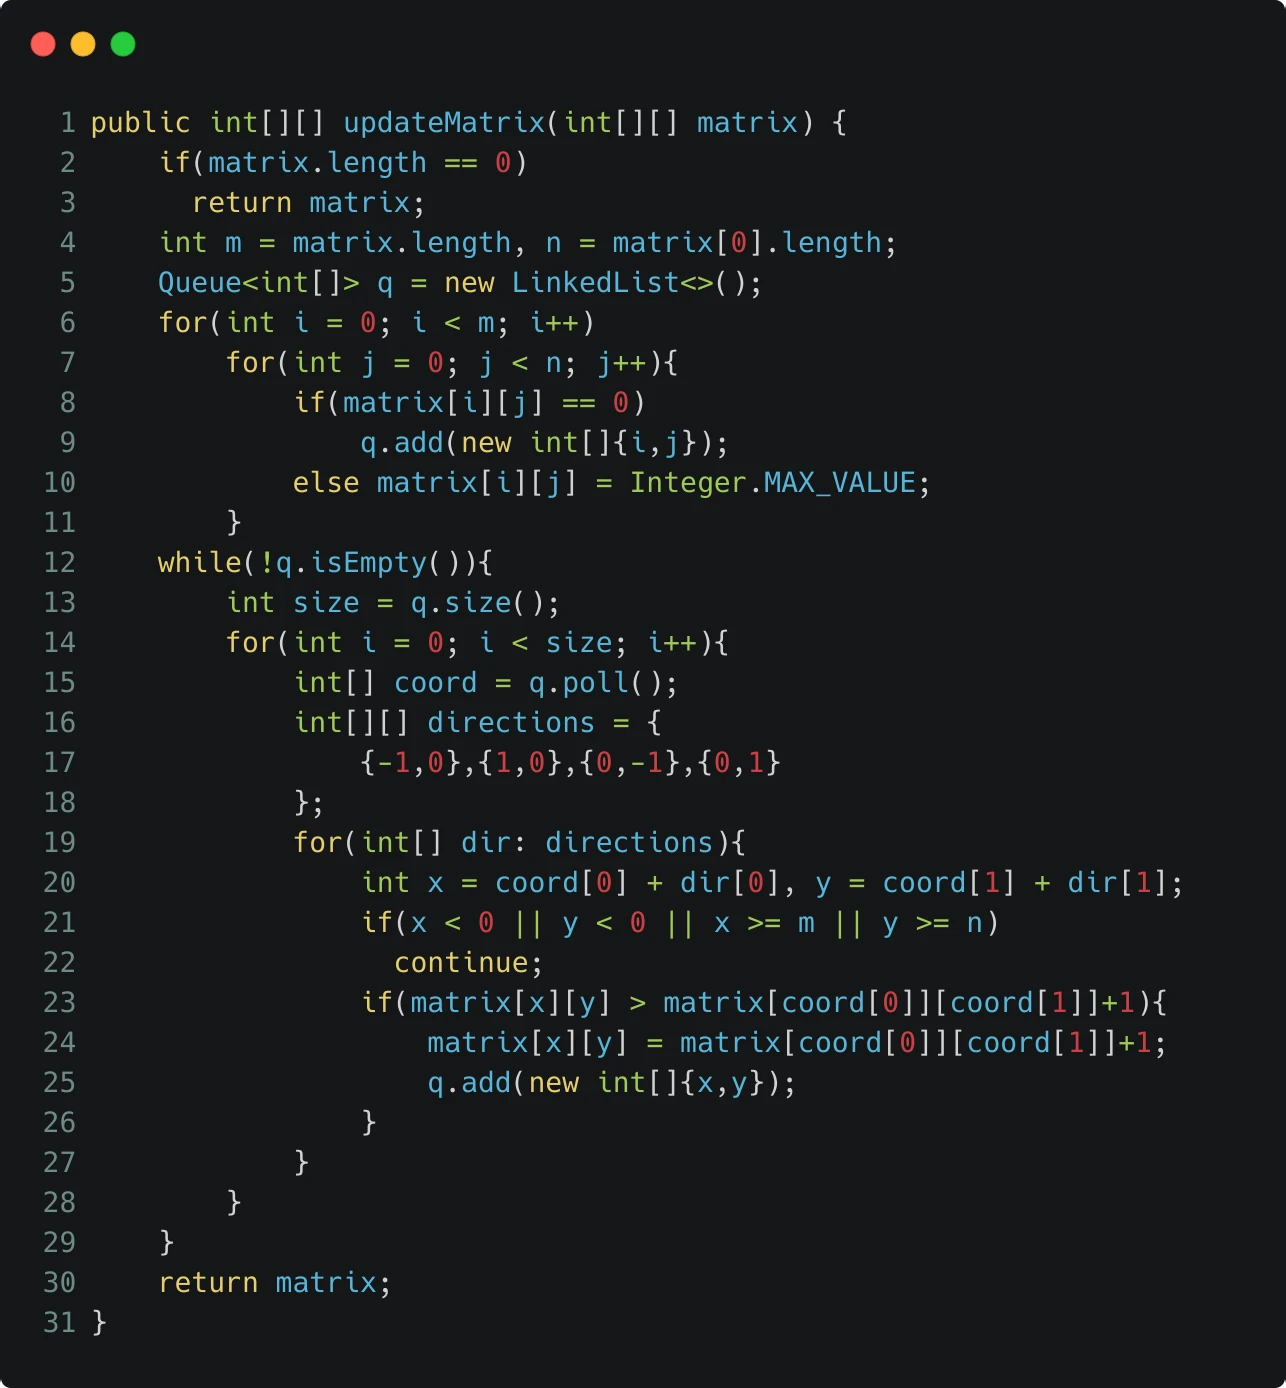 1 public int[][] updateMatrix(int[][] matrix) {
2     if(matrix.length == 0)
3       return matrix;
4     int m = matrix.length, n = matrix[0].length;
5     Queue<int[]> q = new LinkedList<>();
6     for(int i = 0; i < m; i++)
7         for(int j = 0; j < n; j++){
8             if(matrix[i][j] == 0)
9                 q.add(new int[]{i,j});
10             else matrix[i][j] = Integer.MAX_VALUE;
11         }
12     while(!q.isEmpty()){
13         int size = q.size();
14         for(int i = 0; i < size; i++){
15             int[] coord = q.poll();
16             int[][] directions = {
17                 {-1,0},{1,0},{0,-1},{0,1}
18             };
19             for(int[] dir: directions){
20                 int x = coord[0] + dir[0], y = coord[1] + dir[1];
21                 if(x < 0 || y < 0 || x >= m || y >= n)
22                   continue;
23                 if(matrix[x][y] > matrix[coord[0]][coord[1]]+1){
24                     matrix[x][y] = matrix[coord[0]][coord[1]]+1;
25                     q.add(new int[]{x,y});
26                 }
27             }
28         }
29     }
30     return matrix;
31 }